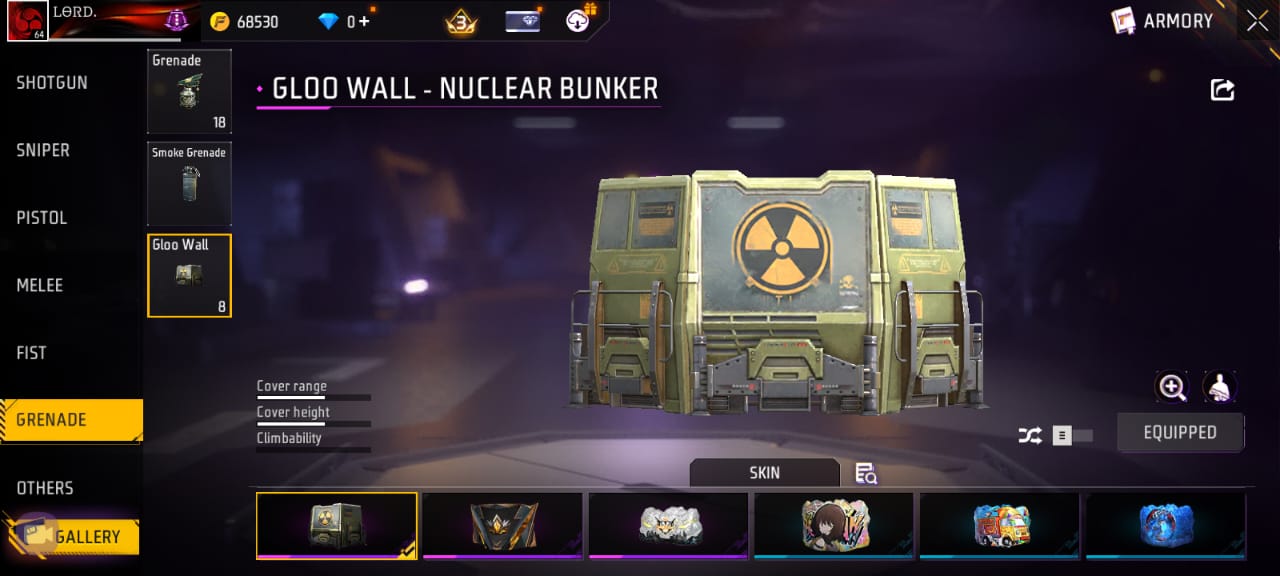 LORD.
64
68530
0+
3
ARMORY
SHOTGUN
SNIPER
PISTOL
MELEE
FIST
GRENADE
OTHERS
GALLERY
Grenade
18
Smoke Grenade
Gloo Wall
8
GLOO WALL - NUCLEAR BUNKER
Cover range
Cover height
Climbability
EQUIPPED
SKIN